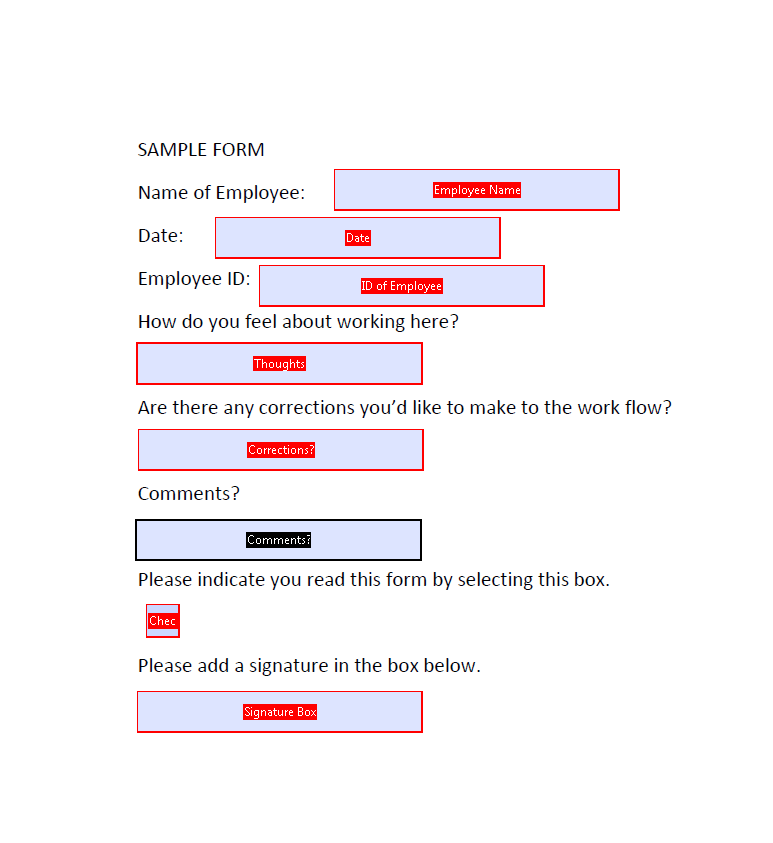 SAMPLE FORM
Name of Employee: Employee Name
Date: Date
Employee ID: ID of Employee
How do you feel about working here?
Thoughts
Are there any corrections you’d like to make to the work flow?
Corrections?
Comments?
Comments?
Please indicate you read this form by selecting this box.
Chec
Please add a signature in the box below.
Signature Box